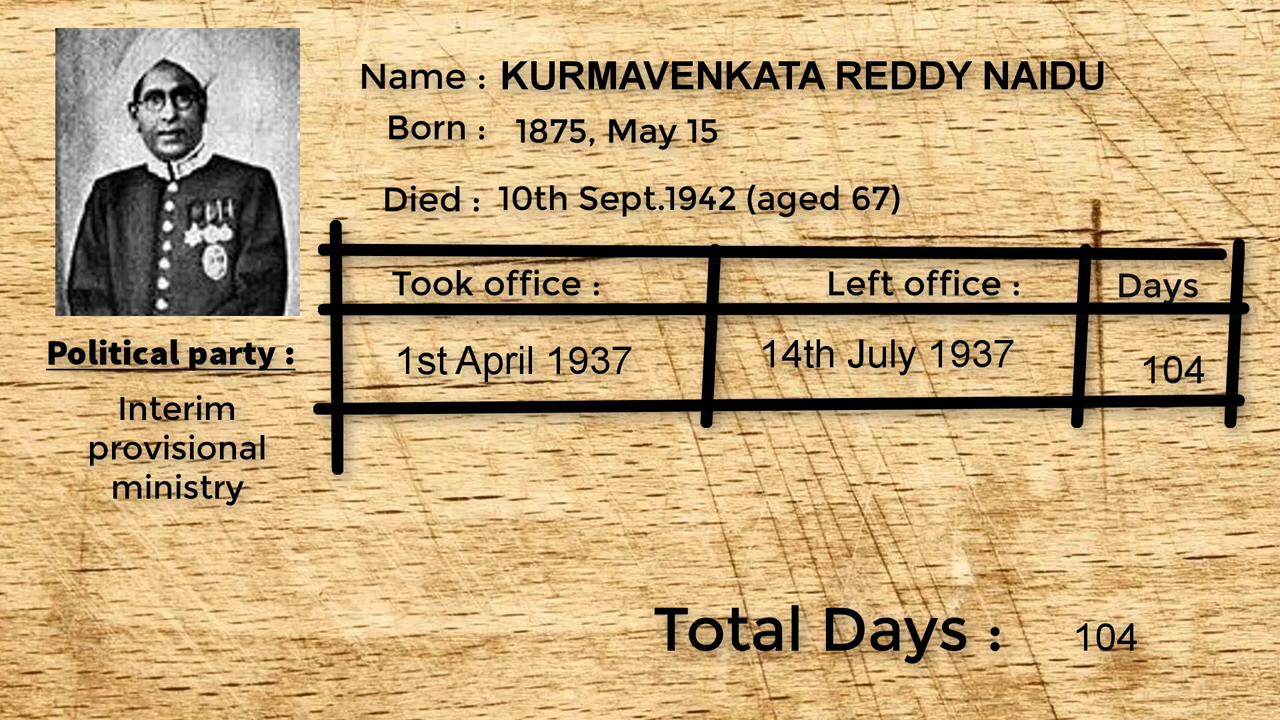 Name : KURMAVENKATA REDDY NAIDU
Born : 1875, May 15
Died : 10th Sept.1942 (aged 67)
Took office : Left office : Days
1st April 1937 14th July 1937 104
Political party :
Interim
provisional
ministry
Total Days : 104